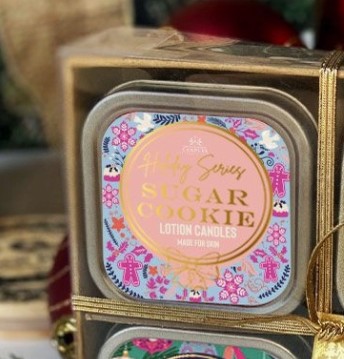 Holiday Series
SUGAR
COOKIE
LOTION CANDLES
MADE FOR SKIN